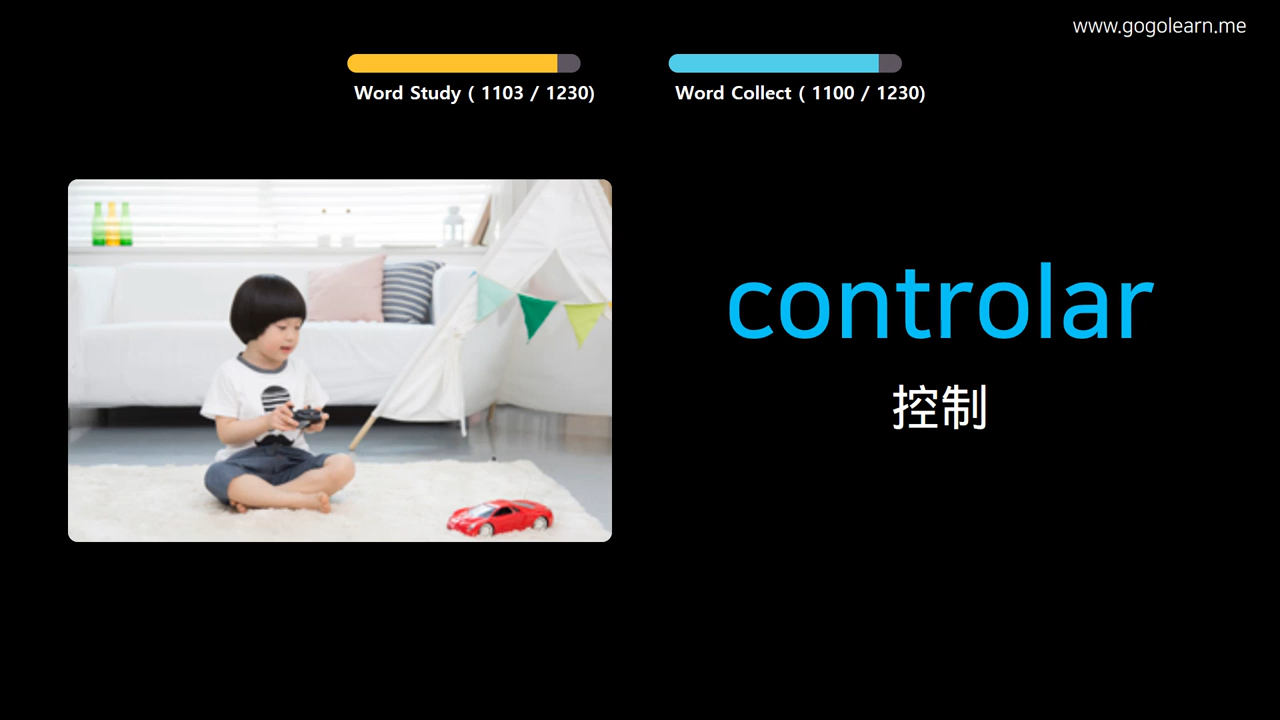 www.gogolearn.me
Word Study ( 1103 / 1230)
Word Collect ( 1100 / 1230)
controlar
控制